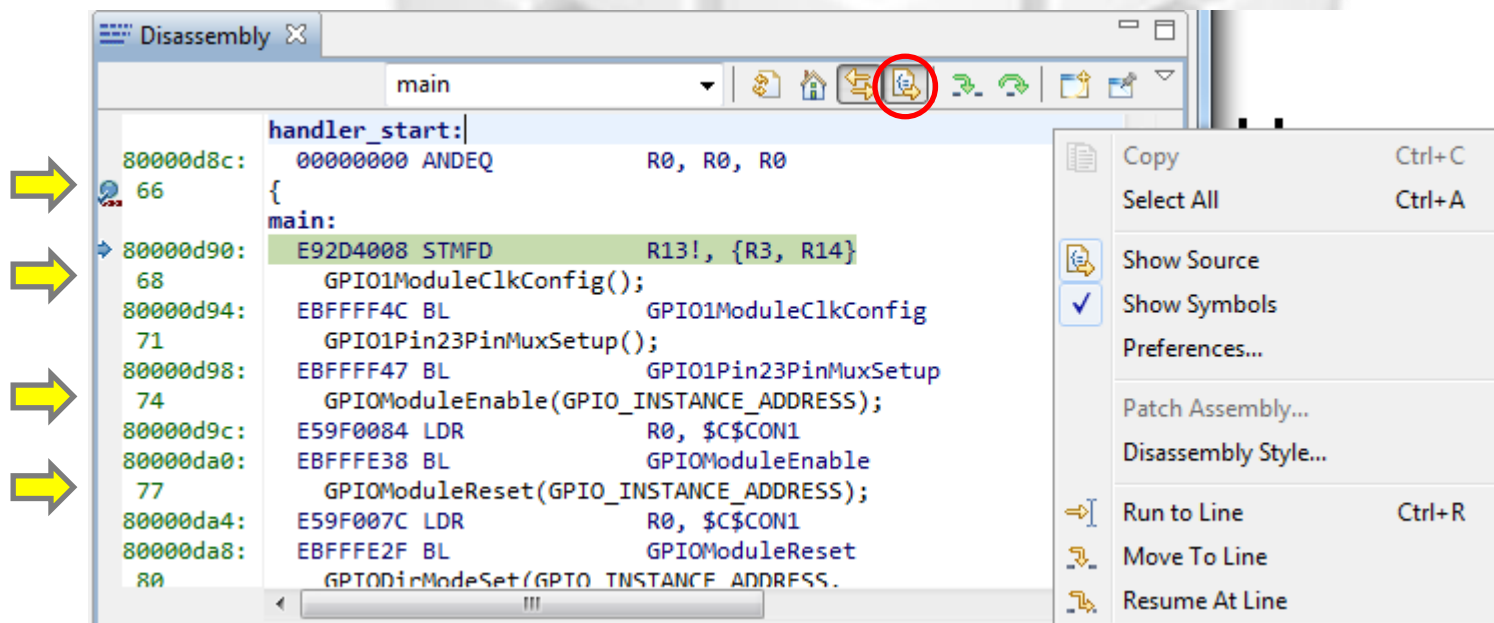 Disassembly
main
handler_start:
80000d8c: 00000000 ANDEQ R0, R0, R0
66 {
main:
80000d90: E92D4008 STMFD R13!, {R3, R14}
68 GPIO1ModuleClkConfig();
80000d94: EBFFFF4C BL GPIO1ModuleClkConfig
71 GPIO1Pin23PinMuxSetup();
80000d98: EBFFFF47 BL GPIO1Pin23PinMuxSetup
74 GPIOModuleEnable(GPIO_INSTANCE_ADDRESS);
80000d9c: E59F0084 LDR R0, $C$CON1
80000da0: EBFFFE38 BL GPIOModuleEnable
77 GPIOModuleReset(GPIO_INSTANCE_ADDRESS);
80000da4: E59F007C LDR R0, $C$CON1
80000da8: EBFFFE2F BL GPIOModuleReset
80 GPIODirModeSet(GPIO_INSTANCE_ADDRESS,
Copy Ctrl+C
Select All Ctrl+A
Show Source
Show Symbols
Preferences...
Patch Assembly...
Disassembly Style...
Run to Line Ctrl+R
Move To Line
Resume At Line